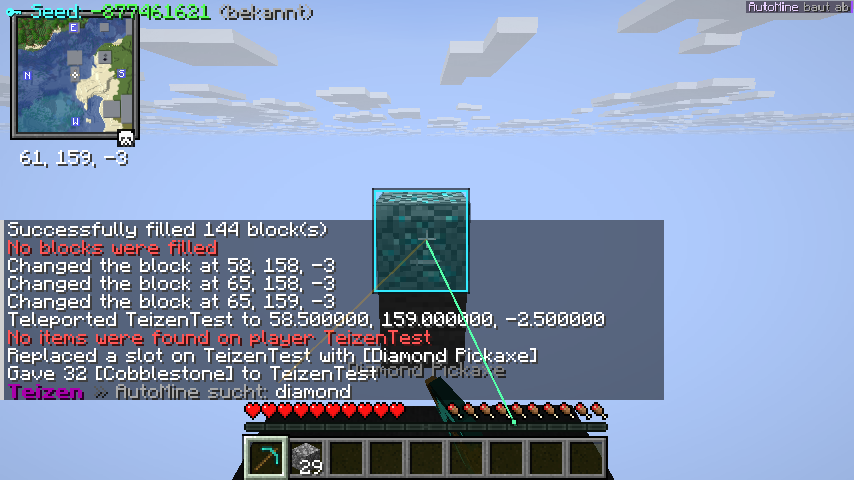 Seed: -877461621 (bekannt)
AutoMine baut ab
E
N
S
W
61, 159, -3
Successfully filled 144 block(s)
No blocks were filled
Changed the block at 58, 158, -3
Changed the block at 65, 158, -3
Changed the block at 65, 159, -3
Teleported TeizenTest to 58.500000, 159.000000, -2.500000
No items were found on player TeizenTest
Replaced a slot on TeizenTest with [Diamond Pickaxe]
Gave 32 [Cobblestone] to TeizenTest
Diamond Pickaxe
Teizen » AutoMine sucht: diamond
29